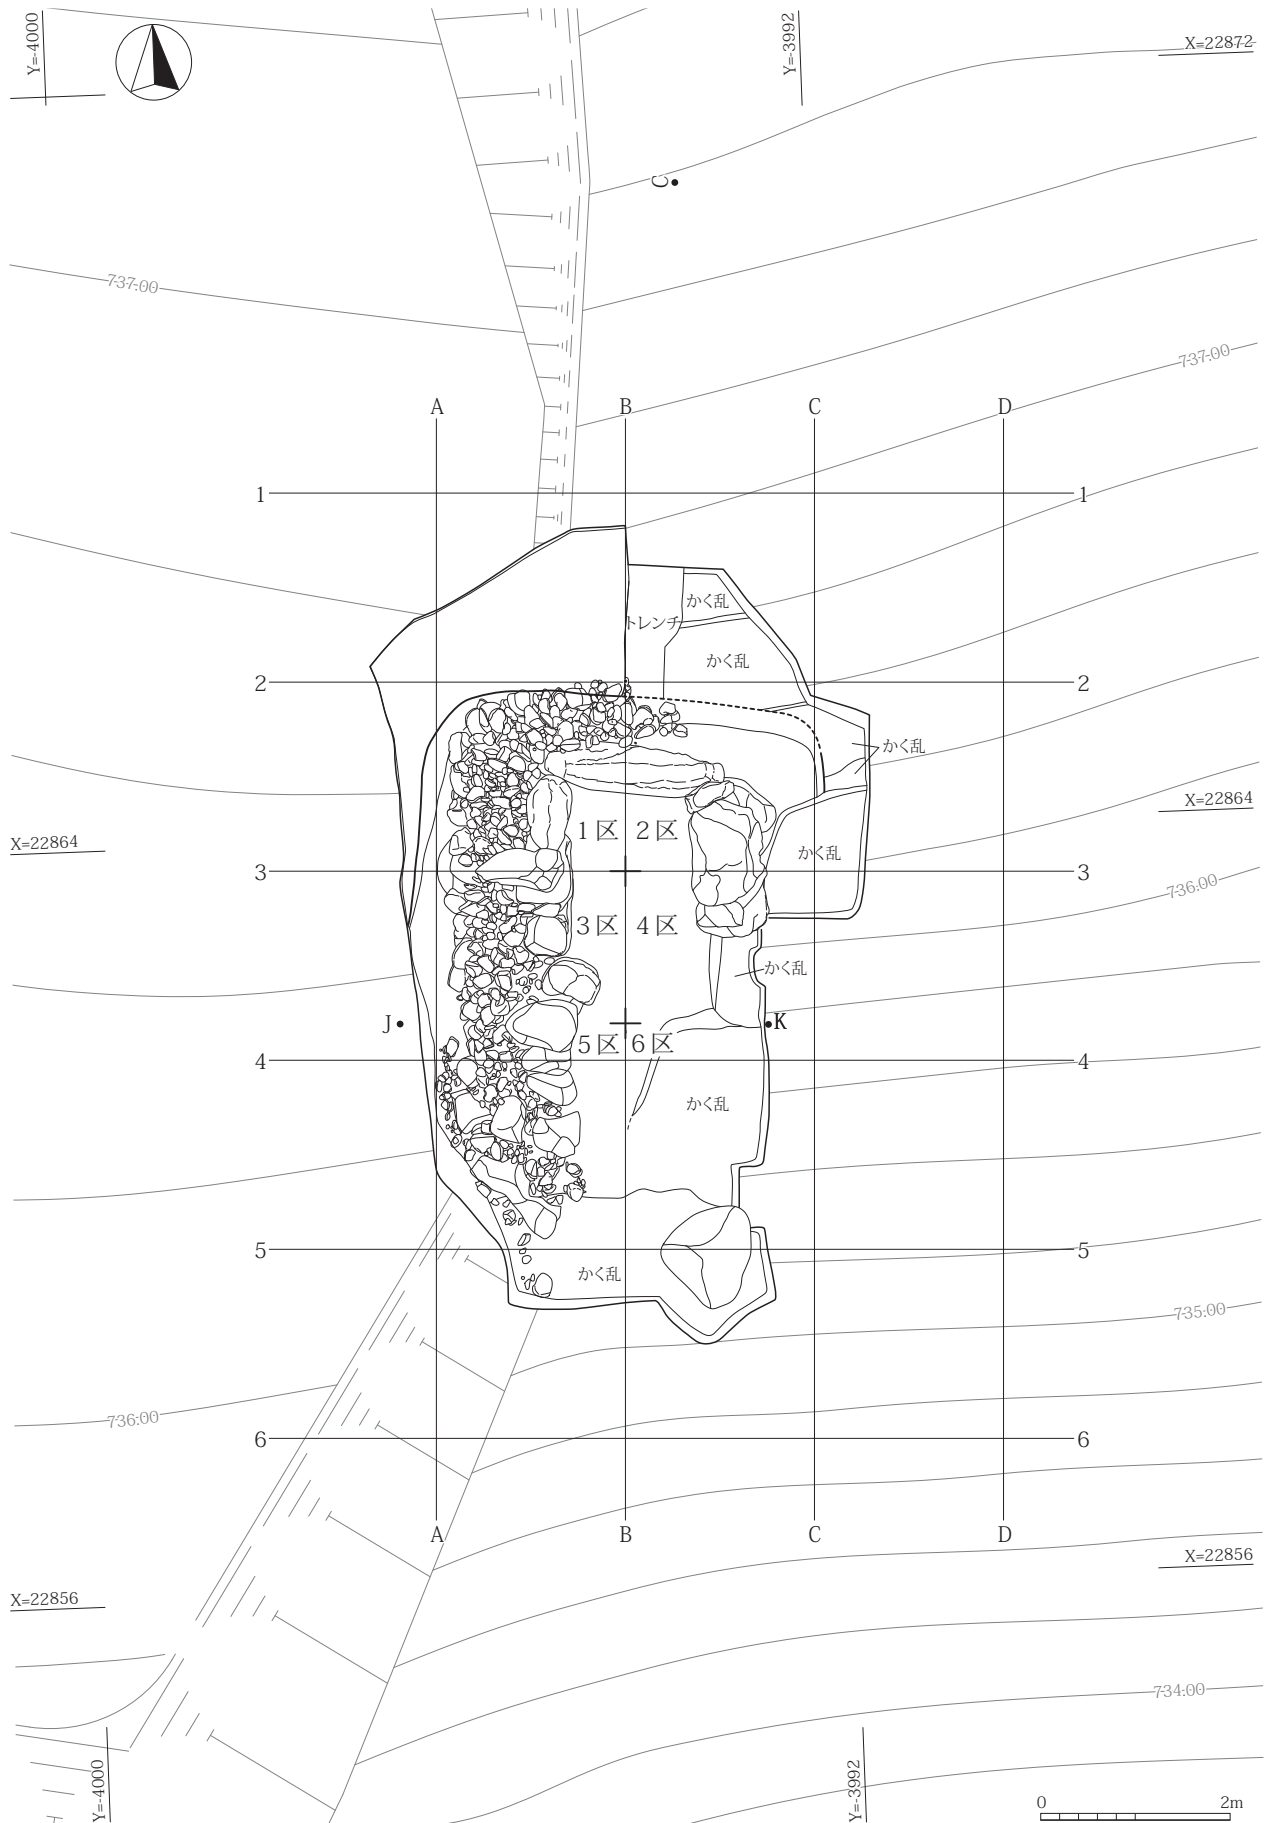 Y=-4000
Y=-3992
X=22872
C
737.00
737.00
A B C D
1 1
かく乱
トレンチ
かく乱
2 2
かく乱
X=22864
1区 2区
X=22864
かく乱
3 3
736.00
3区 4区
かく乱
J K
5区 6区
4 4
かく乱
5 5
かく乱
735.00
736.00
6 6
A B C D
X=22856
X=22856
734.00
Y=-4000
Y=-3992
0 2m